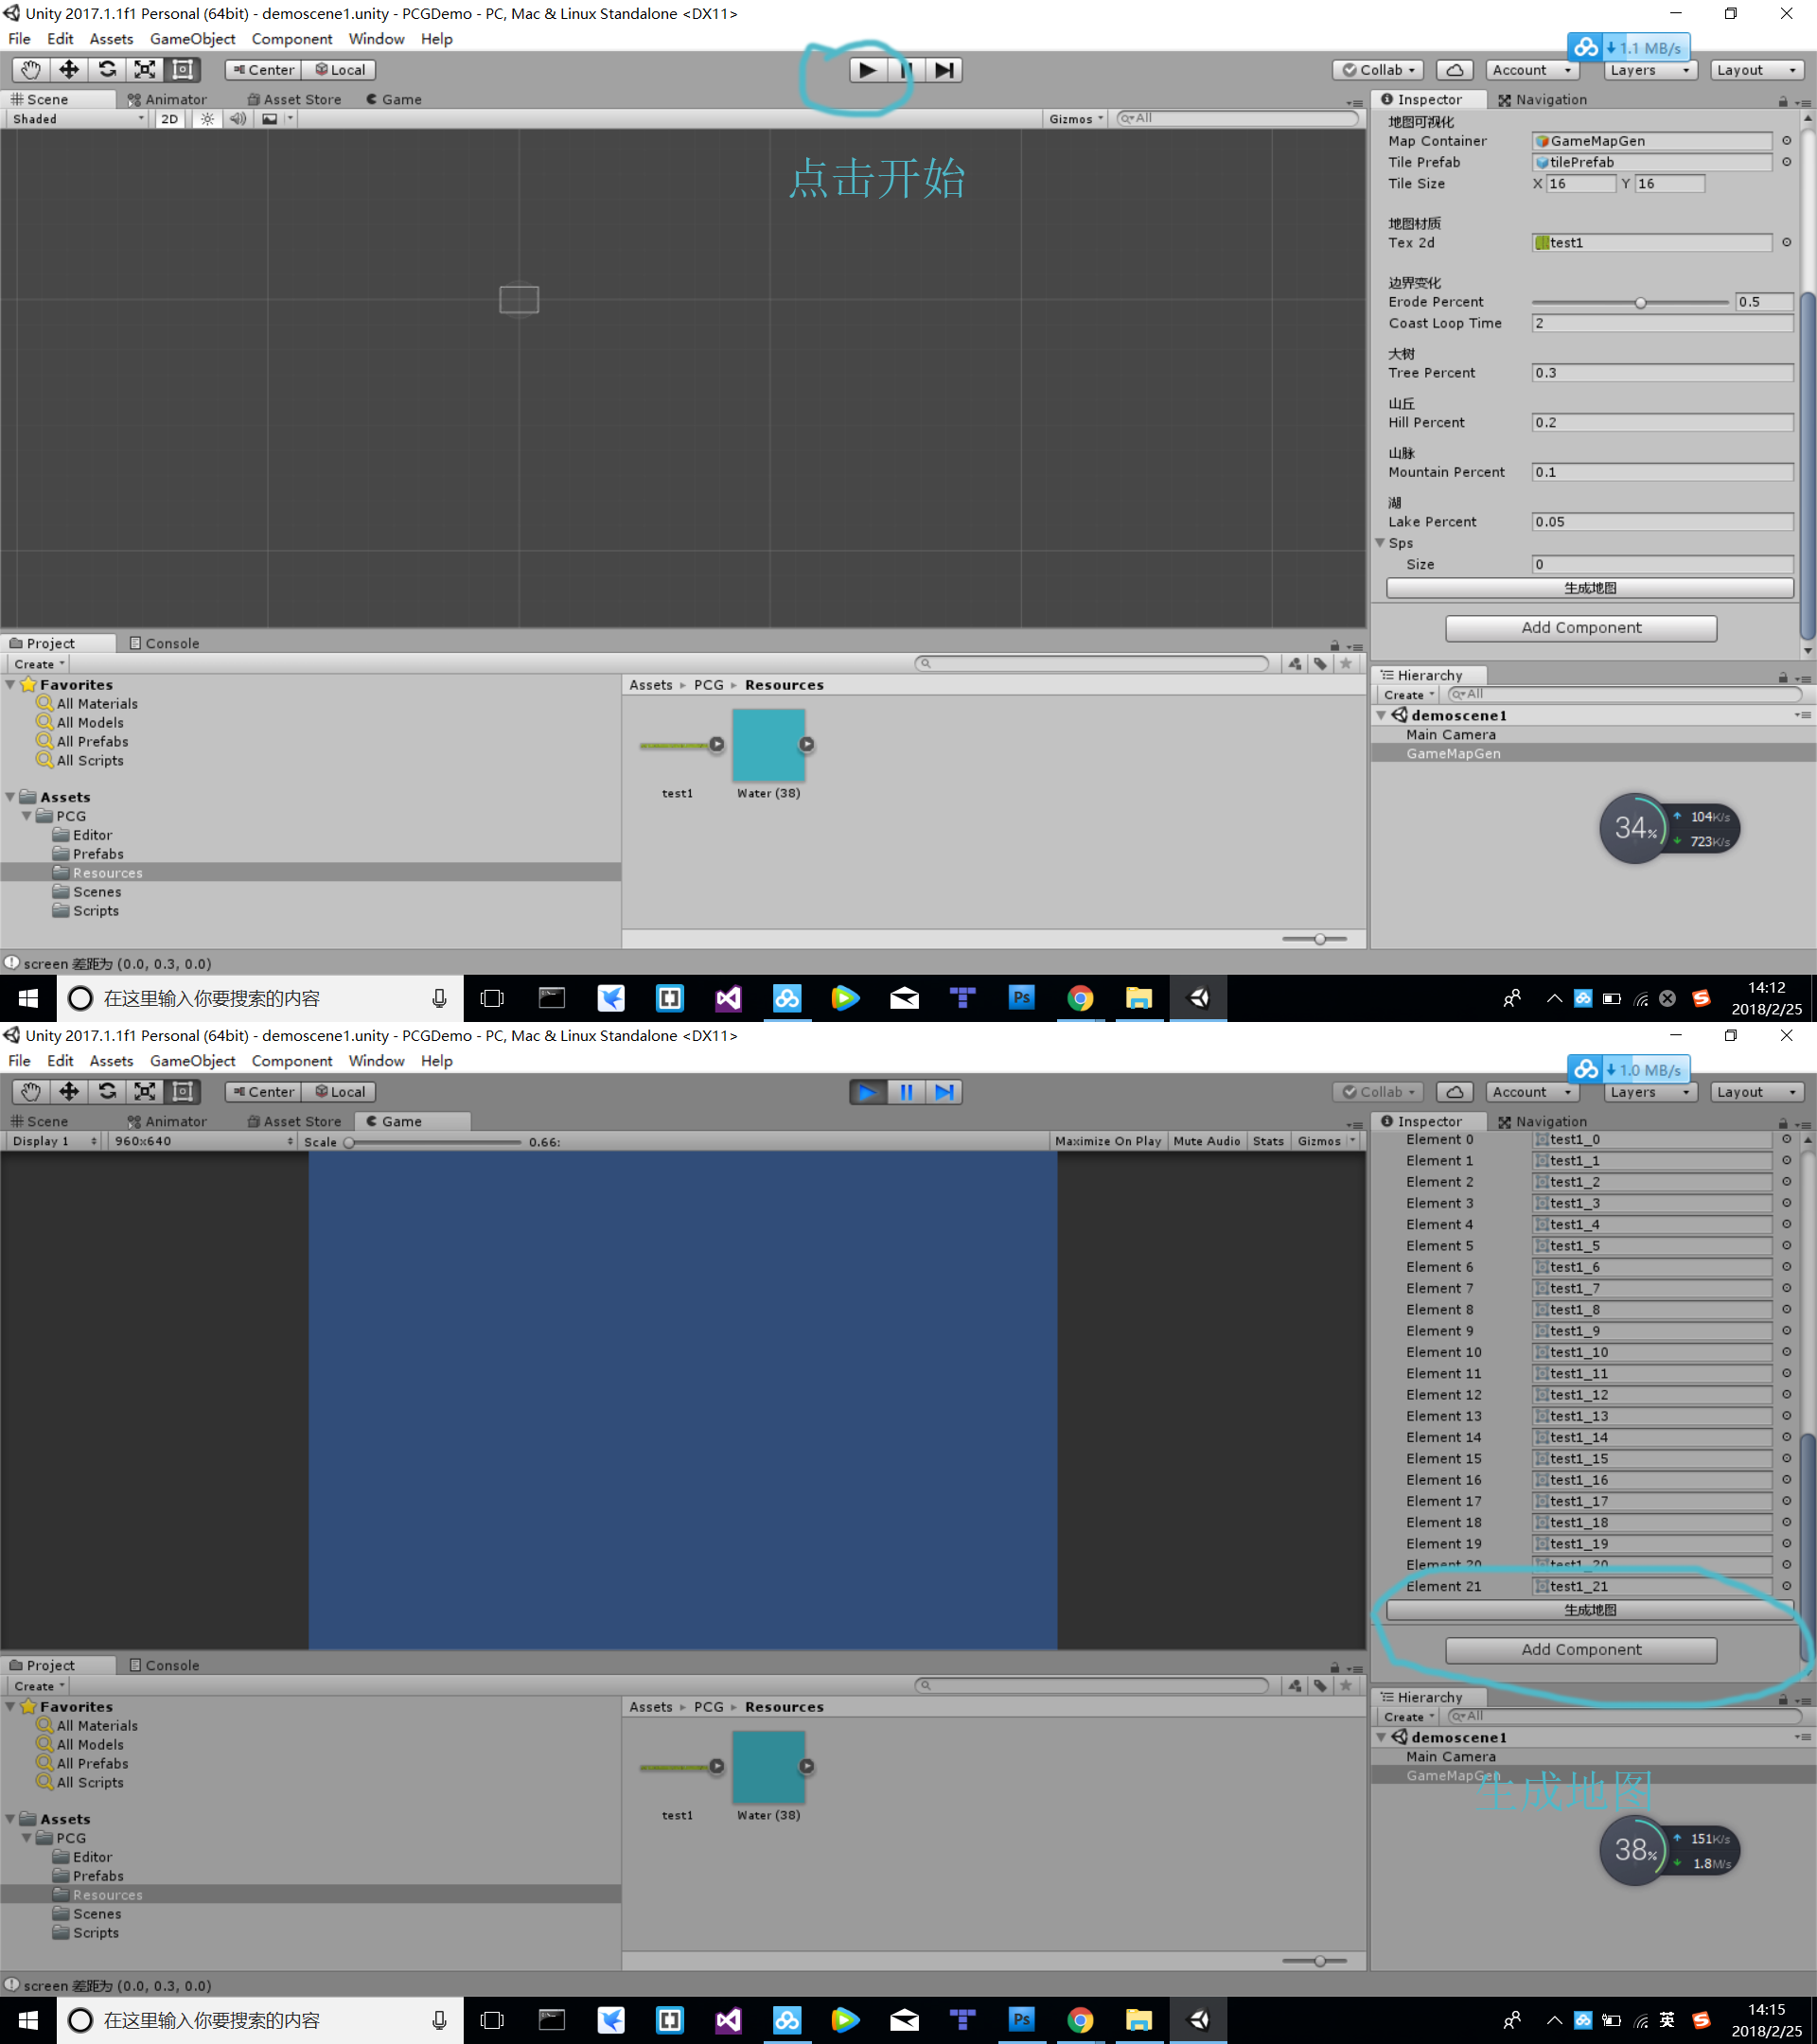 Unity 2017.1.1f1 Personal (64bit) - demoscene1.unity - PCGDemo - PC, Mac & Linux Standalone <DX11>
File Edit Assets GameObject Component Window Help
1.1 MB/s
Center Local Collab Account Layers Layout
Scene Animator Asset Store Game
Shaded 2D Gizmos All
点击开始
Inspector Navigation
地图可视化
Map Container GameMapGen
Tile Prefab tilePrefab
Tile Size X 16 Y 16
地图材质
Tex 2d test1
边界变化
Erode Percent 0.5
Coast Loop Time 2
大树
Tree Percent 0.3
山丘
Hill Percent 0.2
山脉
Mountain Percent 0.1
湖
Lake Percent 0.05
Sps
Size 0
生成地图
Add Component
Project Console
Create
Favorites
All Materials
All Models
All Prefabs
All Scripts
Assets
PCG
Editor
Prefabs
Resources
Scenes
Scripts
Assets PCG Resources
test1 Water (38)
Hierarchy
Create All
demoscene1
Main Camera
GameMapGen
34% 104K/s
723K/s
screen 差距为 (0.0, 0.3, 0.0)
在这里输入你要搜索的内容
Ps
14:12
2018/2/25
Unity 2017.1.1f1 Personal (64bit) - demoscene1.unity - PCGDemo - PC, Mac & Linux Standalone <DX11>
File Edit Assets GameObject Component Window Help
1.0 MB/s
Center Local Collab Account Layers Layout
Scene Animator Asset Store Game
Display 1 960x640 Scale 0.66: Maximize On Play Mute Audio Stats Gizmos
Inspector Navigation
Element 0 test1_0
Element 1 test1_1
Element 2 test1_2
Element 3 test1_3
Element 4 test1_4
Element 5 test1_5
Element 6 test1_6
Element 7 test1_7
Element 8 test1_8
Element 9 test1_9
Element 10 test1_10
Element 11 test1_11
Element 12 test1_12
Element 13 test1_13
Element 14 test1_14
Element 15 test1_15
Element 16 test1_16
Element 17 test1_17
Element 18 test1_18
Element 19 test1_19
Element 20 test1_20
Element 21 test1_21
生成地图
Add Component
Project Console
Create
Favorites
All Materials
All Models
All Prefabs
All Scripts
Assets
PCG
Editor
Prefabs
Resources
Scenes
Scripts
Assets PCG Resources
test1 Water (38)
Hierarchy
Create All
demoscene1
Main Camera
GameMapGen
生成地图
38% 151K/s
1.8M/s
screen 差距为 (0.0, 0.3, 0.0)
在这里输入你要搜索的内容
Ps
英
14:15
2018/2/25